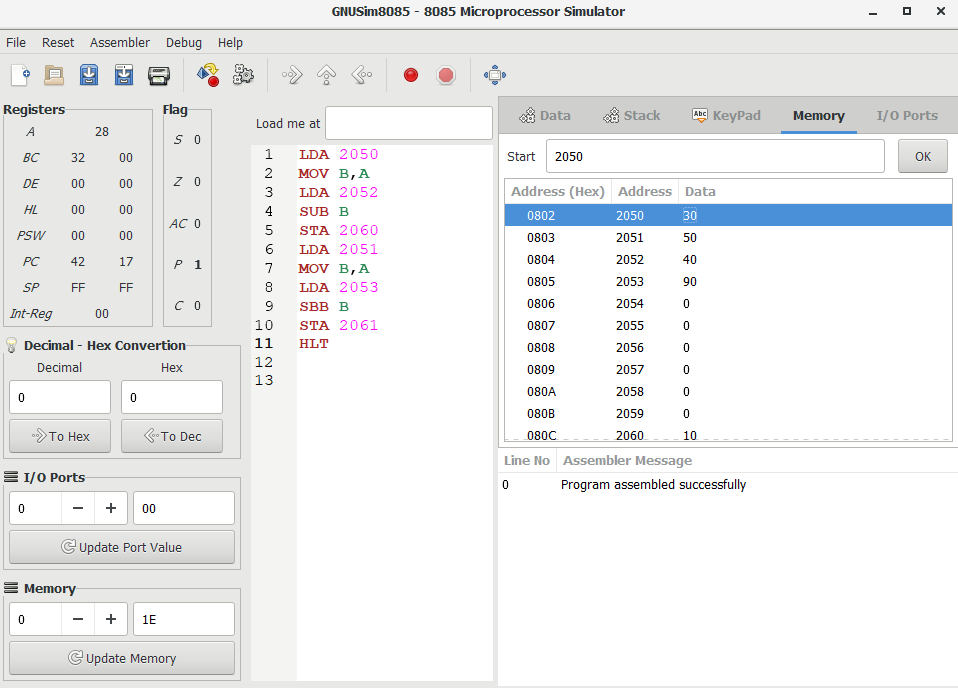 GNUSim8085 - 8085 Microprocessor Simulator
File Reset Assembler Debug Help
Registers
A 28
BC 32 00
DE 00 00
HL 00 00
PSW 00 00
PC 42 17
SP FF FF
Int-Reg 00
Flag
S 0
Z 0
AC 0
P 1
C 0
Decimal - Hex Convertion
Decimal Hex
0 0
To Hex To Dec
I/O Ports
0 − + 00
Update Port Value
Memory
0 − + 1E
Update Memory
Load me at
1 LDA 2050
2 MOV B,A
3 LDA 2052
4 SUB B
5 STA 2060
6 LDA 2051
7 MOV B,A
8 LDA 2053
9 SBB B
10 STA 2061
11 HLT
12
13
Data Stack Abc KeyPad Memory I/O Ports
Start 2050 OK
Address (Hex) Address Data
0802 2050 30
0803 2051 50
0804 2052 40
0805 2053 90
0806 2054 0
0807 2055 0
0808 2056 0
0809 2057 0
080A 2058 0
080B 2059 0
080C 2060 10
Line No Assembler Message
0 Program assembled successfully